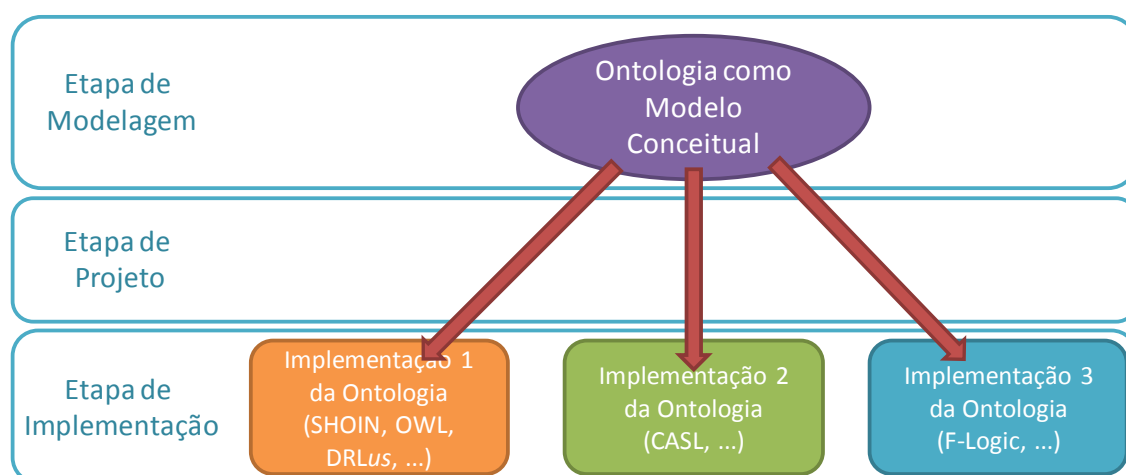 Etapa de
Modelagem
Ontologia como
Modelo
Conceitual
Etapa de
Projeto
Etapa de
Implementação
Implementação 1
da Ontologia
(SHOIN, OWL,
DRLus, ...)
Implementação 2
da Ontologia
(CASL, ...)
Implementação 3
da Ontologia
(F-Logic, ...)